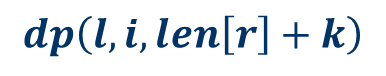 dp(l, i, len[r] + k)